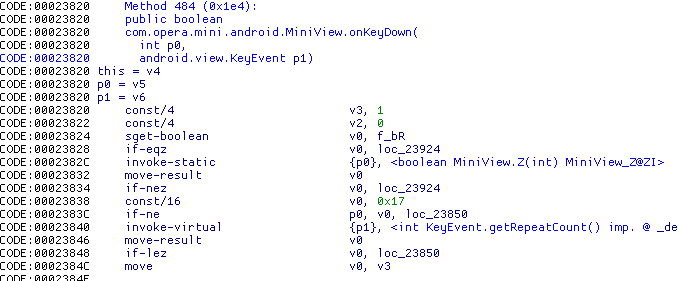 CODE:00023820 Method 484 (0x1e4):
CODE:00023820 public boolean
CODE:00023820 com.opera.mini.android.MiniView.onKeyDown(
CODE:00023820 int p0,
CODE:00023820 android.view.KeyEvent p1)
CODE:00023820 this = v4
CODE:00023820 p0 = v5
CODE:00023820 p1 = v6
CODE:00023820 const/4 v3, 1
CODE:00023822 const/4 v2, 0
CODE:00023824 sget-boolean v0, f_bR
CODE:00023828 if-eqz v0, loc_23924
CODE:0002382C invoke-static {p0}, <boolean MiniView.Z(int) MiniView_Z@ZI>
CODE:00023832 move-result v0
CODE:00023834 if-nez v0, loc_23924
CODE:00023838 const/16 v0, 0x17
CODE:0002383C if-ne p0, v0, loc_23850
CODE:00023840 invoke-virtual {p1}, <int KeyEvent.getRepeatCount() imp. @ _de
CODE:00023846 move-result v0
CODE:00023848 if-lez v0, loc_23850
CODE:0002384C move v0, v3
CODE:0002384E